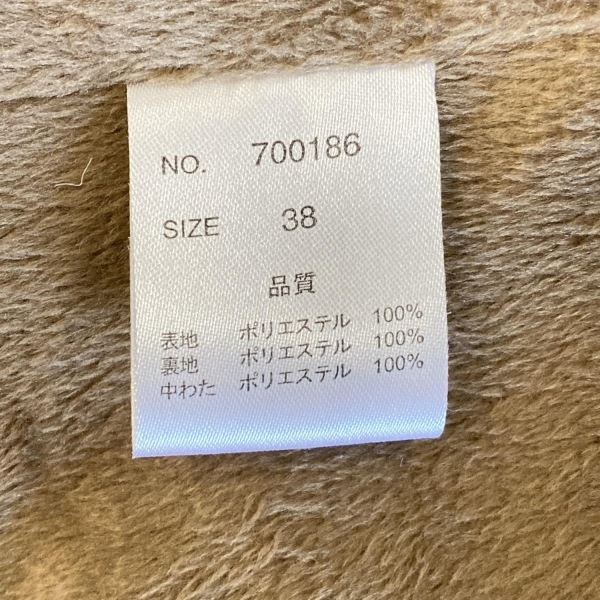 NO. 700186
SIZE 38
品質
表地 ポリエステル 100%
裏地 ポリエステル 100%
中わた ポリエステル 100%